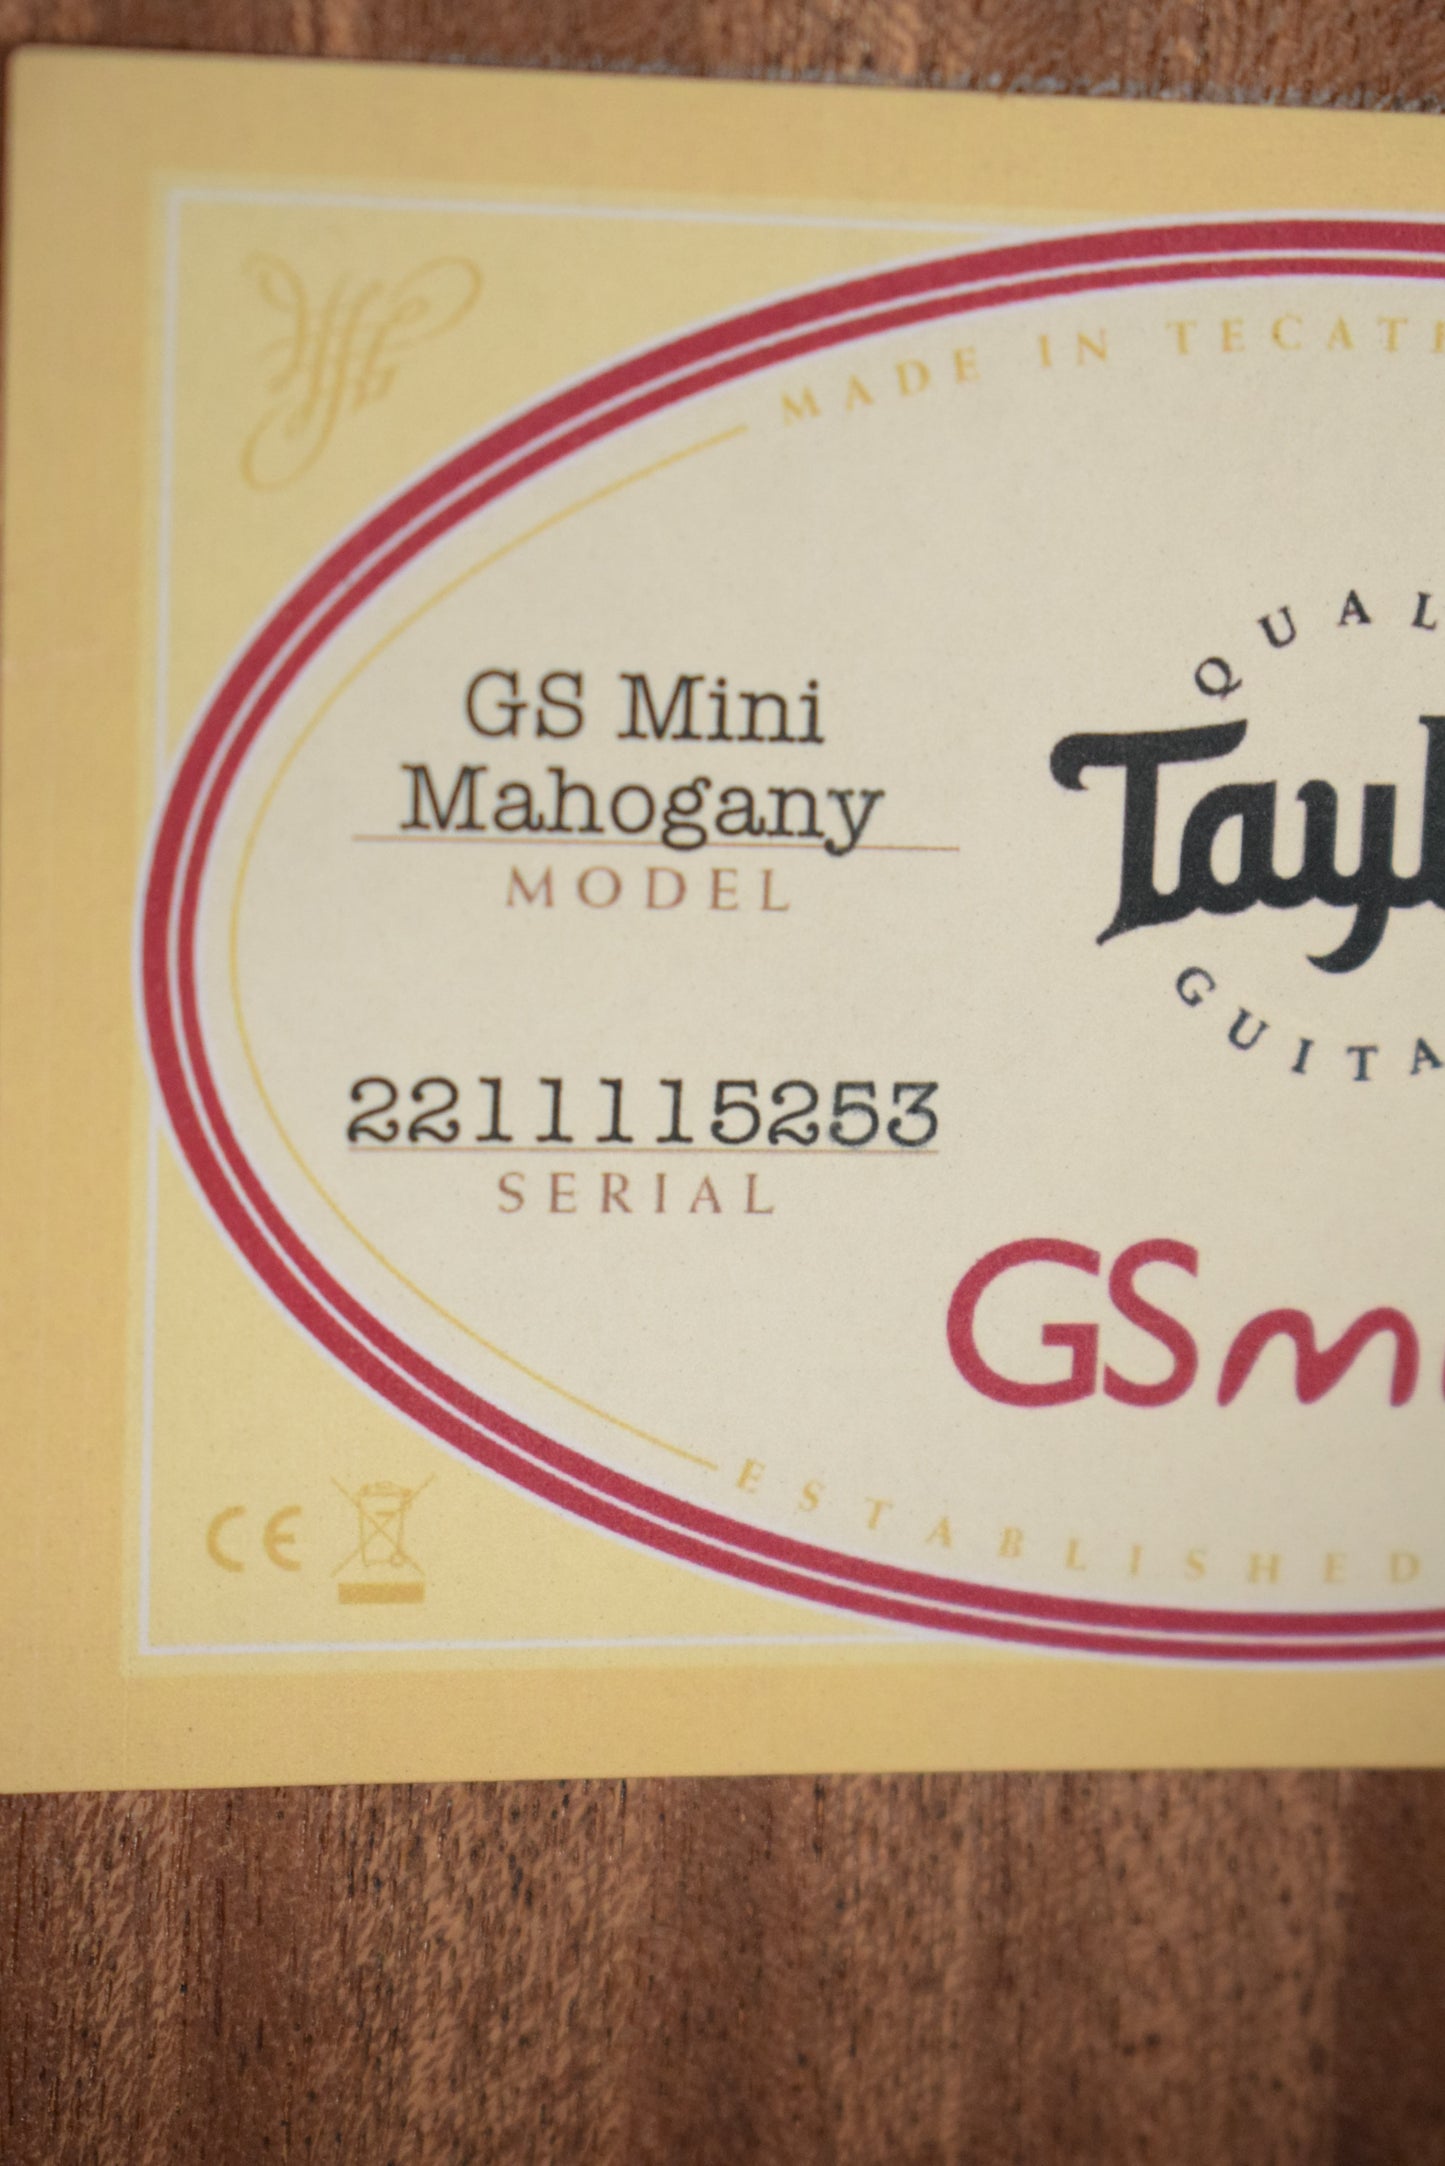 MADE IN TECAT
GS Mini
Mahogany
MODEL
QUAL
Tayl
GUITA
2211115253
SERIAL
GSm
ESTABLISHED
CE